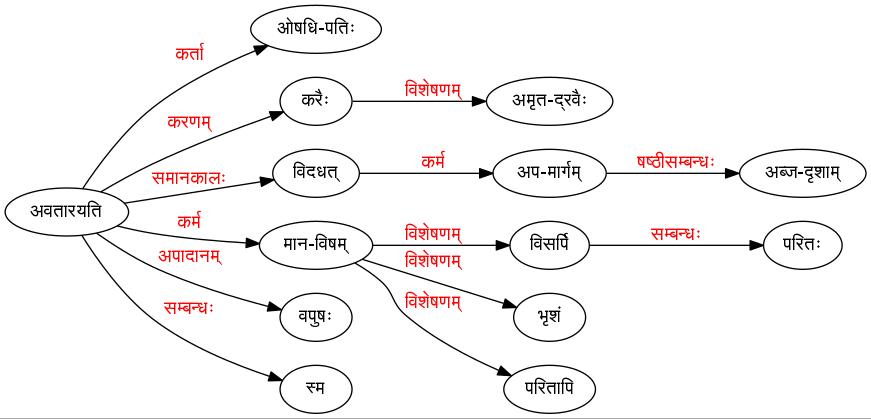 ओषधि-पतिः
कर्ता
करैः
विशेषणम्
अमृत-द्रवैः
करणम्
विदधत्
कर्म
अप-मार्गम्
षष्ठीसम्बन्धः
अब्ज-दृशाम्
समानकालः
अवतारयति
कर्म
मान-विषम्
विशेषणम्
विसर्पि
सम्बन्धः
परितः
अपादानम्
विशेषणम्
वपुषः
विशेषणम्
भृशं
सम्बन्धः
स्म
परितापि